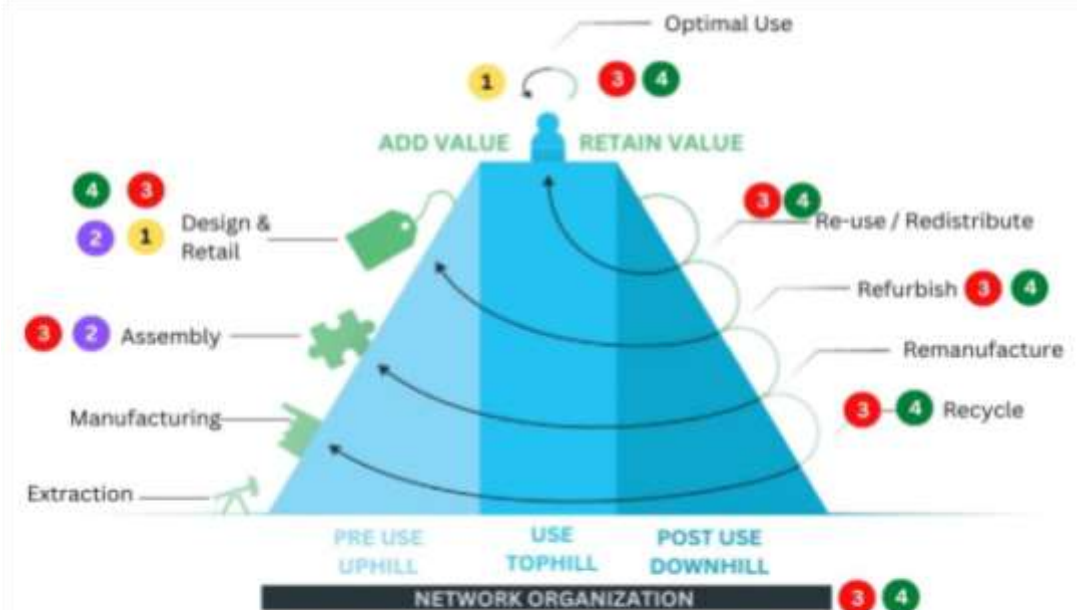 Optimal Use
1
3 4
ADD VALUE
RETAIN VALUE
4 3
2 1
Design &
Retail
3 4
Re-use / Redistribute
Refurbish 3 4
3 2 Assembly
Remanufacture
Manufacturing
3 4 Recycle
Extraction
PRE USE
UPHILL
USE
TOPHILL
POST USE
DOWNHILL
NETWORK ORGANIZATION
3 4